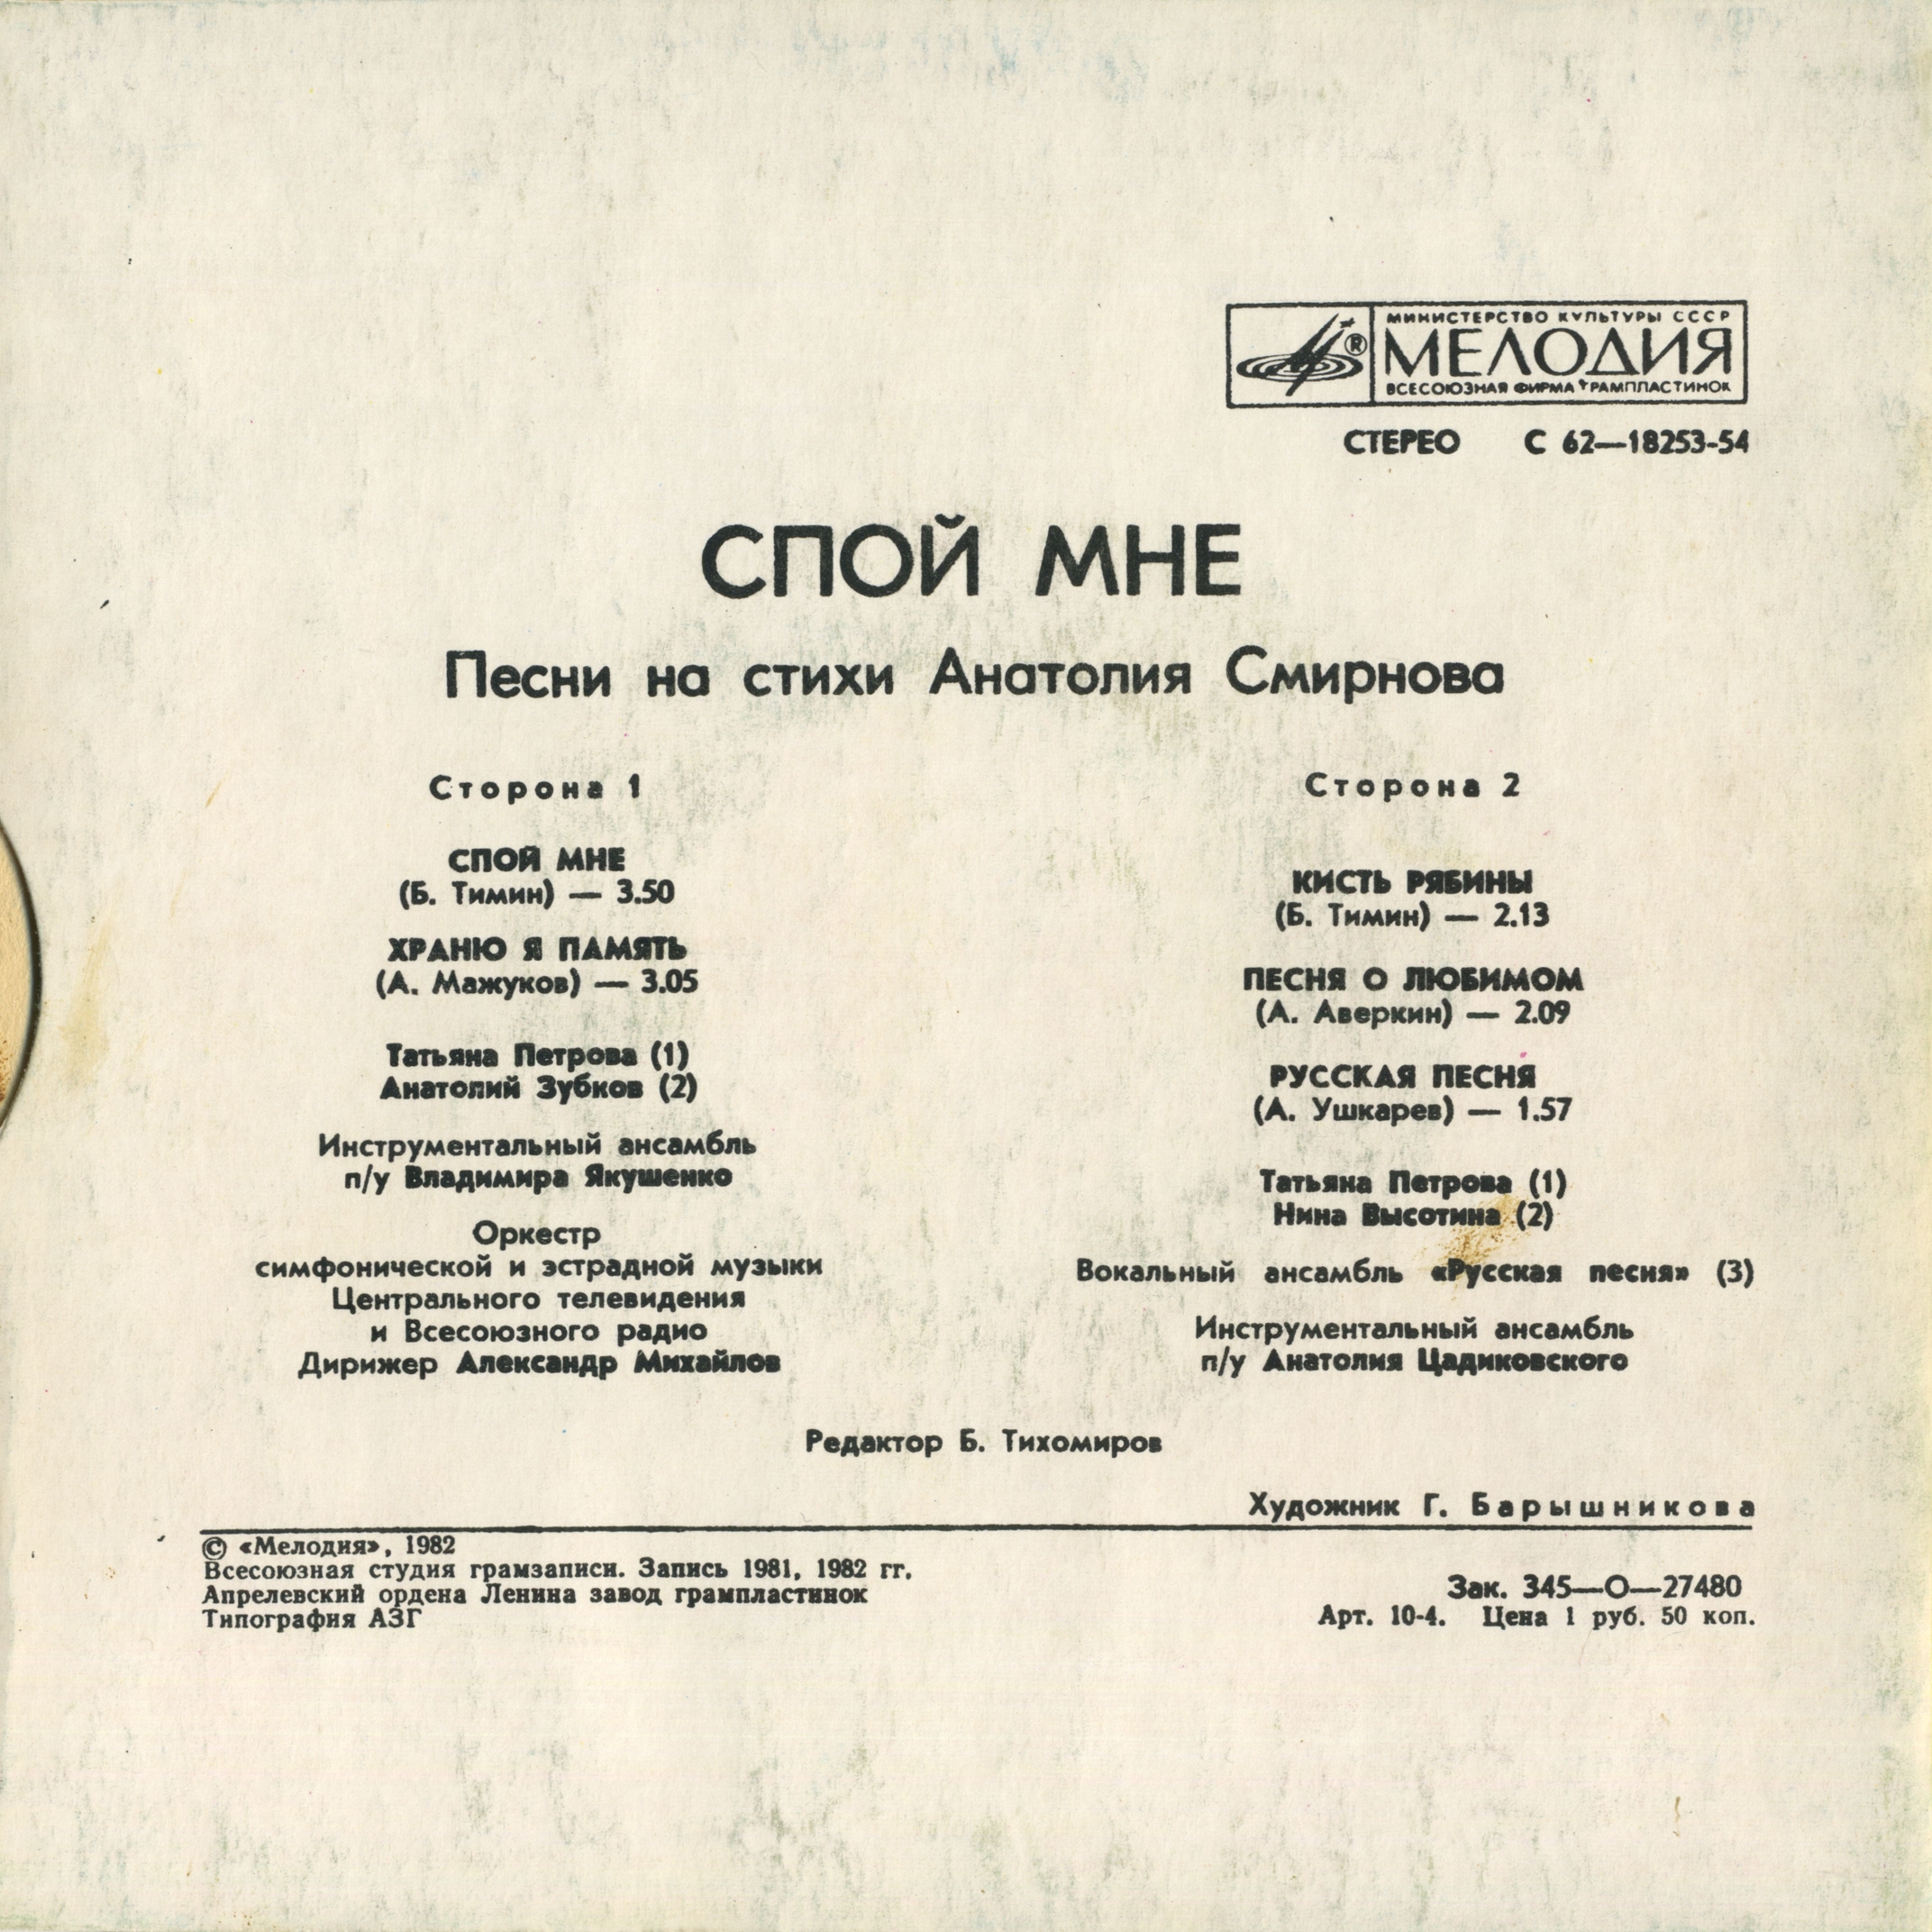 МИНИСТЕРСТВО КУЛЬТУРЫ СССР
МЕЛОДИЯ
®
ВСЕСОЮЗНАЯ ФИРМА ГРАМПЛАСТИНОК
СТЕРЕО С 62—18253-54
СПОЙ МНЕ
Песни на стихи Анатолия Смирнова
Сторона 1
СПОЙ МНЕ
(Б. Тимин) — 3.50
ХРАНЮ Я ПАМЯТЬ
(А. Мажуков) — 3.05
Татьяна Петрова (1)
Анатолий Зубков (2)
Инструментальный ансамбль
п/у Владимира Якушенко
Оркестр
симфонической и эстрадной музыки
Центрального телевидения
и Всесоюзного радио
Дирижер Александр Михайлов
Сторона 2
КИСТЬ РЯБИНЫ
(Б. Тимин) — 2.13
ПЕСНЯ О ЛЮБИМОМ
(А. Аверкин) — 2.09
РУССКАЯ ПЕСНЯ
(А. Ушкарев) — 1.57
Татьяна Петрова (1)
Нина Высотина (2)
Вокальный ансамбль «Русская песня» (3)
Инструментальный ансамбль
п/у Анатолия Цадиковского
Редактор Б. Тихомиров
Художник Г. Барышникова
© «Мелодия», 1982
Всесоюзная студия грамзаписи. Запись 1981, 1982 гг.
Апрелевский ордена Ленина завод грампластинок
Типография АЗГ
Зак. 345—О—27480
Арт. 10-4. Цена 1 руб. 50 коп.